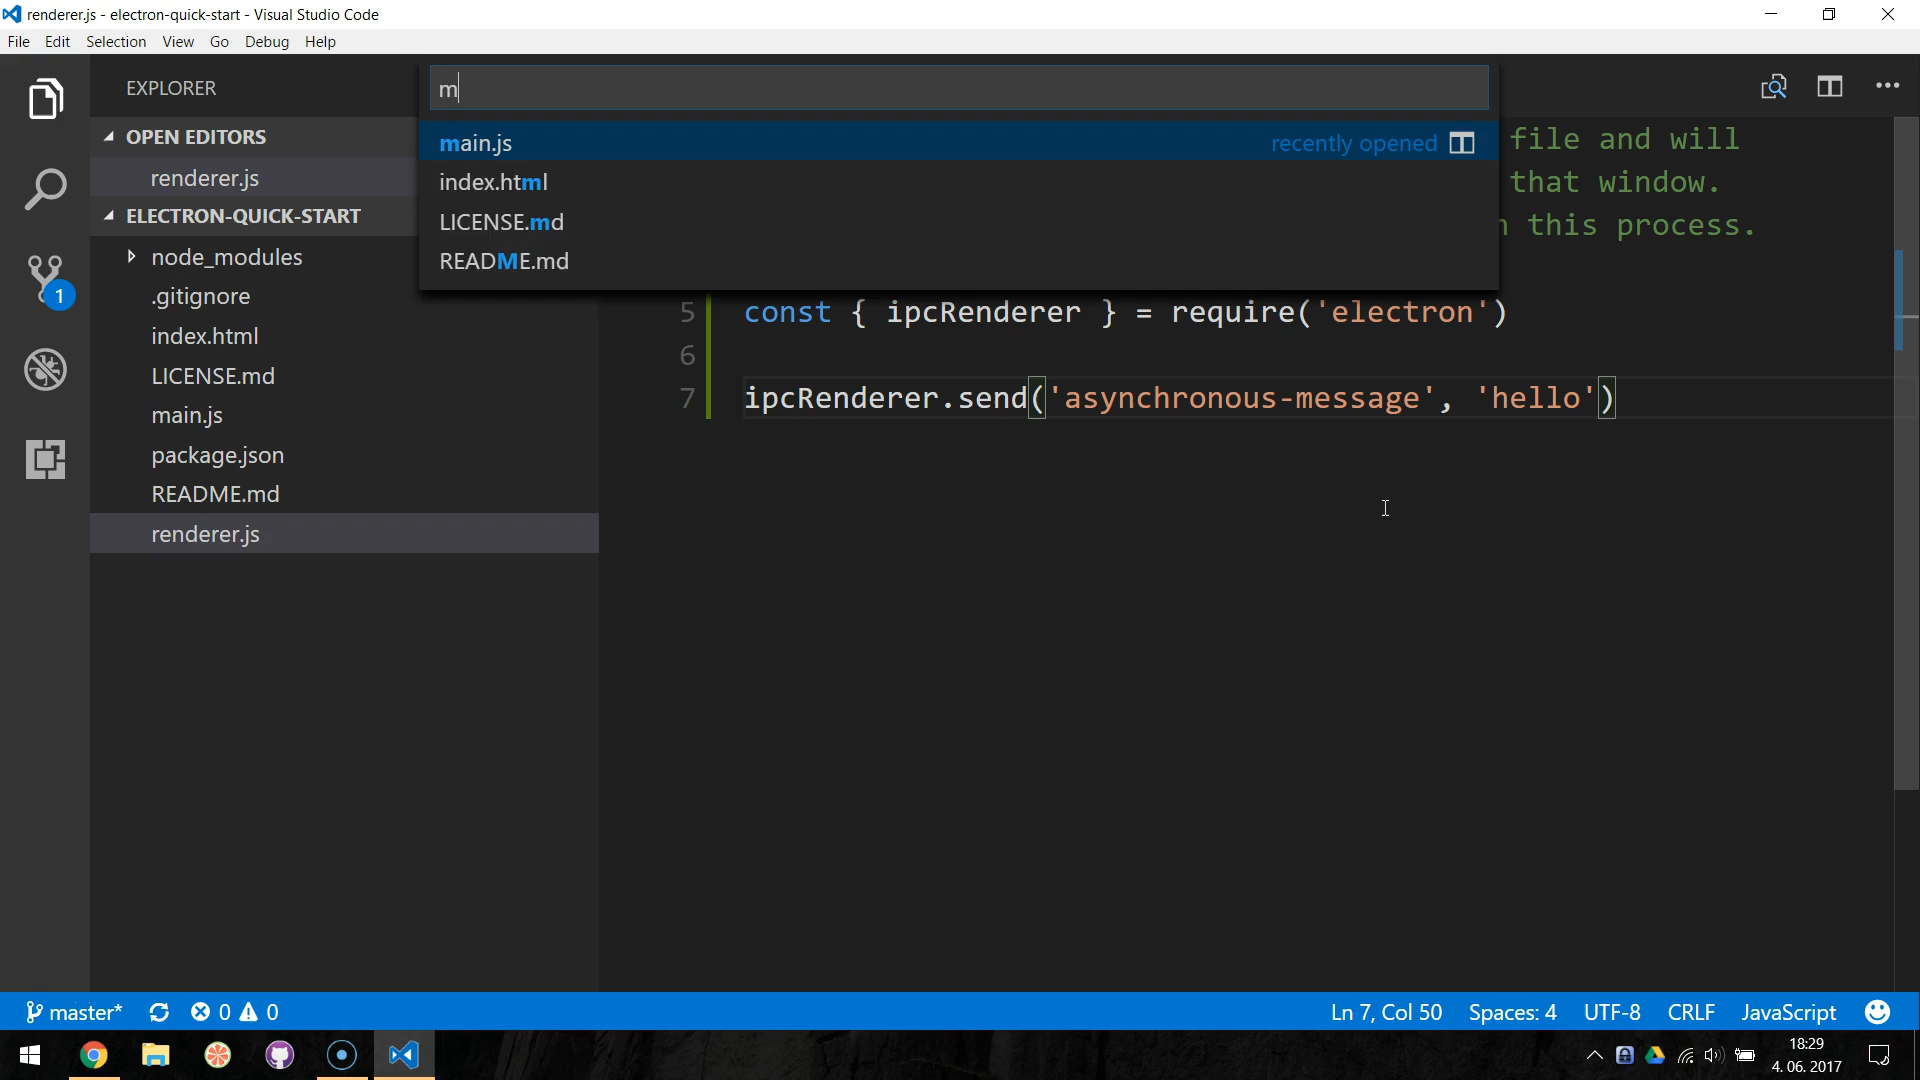 renderer.js - electron-quick-start - Visual Studio Code
File Edit Selection View Go Debug Help
EXPLORER
OPEN EDITORS
renderer.js
ELECTRON-QUICK-START
node_modules
.gitignore
index.html
LICENSE.md
main.js
package.json
README.md
renderer.js
m
main.js recently opened
index.html
LICENSE.md
README.md
file and will
that window.
this process.
5 const { ipcRenderer } = require('electron')
6
7 ipcRenderer.send('asynchronous-message', 'hello')
1
master* 0 0 Ln 7, Col 50 Spaces: 4 UTF-8 CRLF JavaScript
18:29
4. 06. 2017